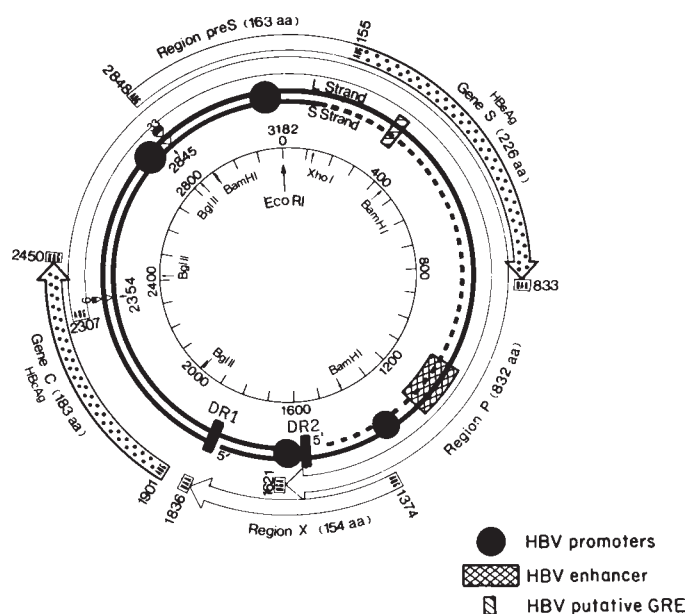 Region preS (163 aa)
155
Gene S (226 aa)
HBsAg
2848
L Strand
S Strand
2845
3182
0
EcoRI
XhoI
400
BamHI
BamHI
2800
BglII
800
833
2450
2400
BglII
2354
2307
Gene C (183 aa)
HBcAg
1200
BamHI
BglII
2000
1600
DR1
DR2
5'
5'
Region P (832 aa)
1621
1901
1836
1374
Region X (154 aa)
HBV promoters
HBV enhancer
HBV putative GRE